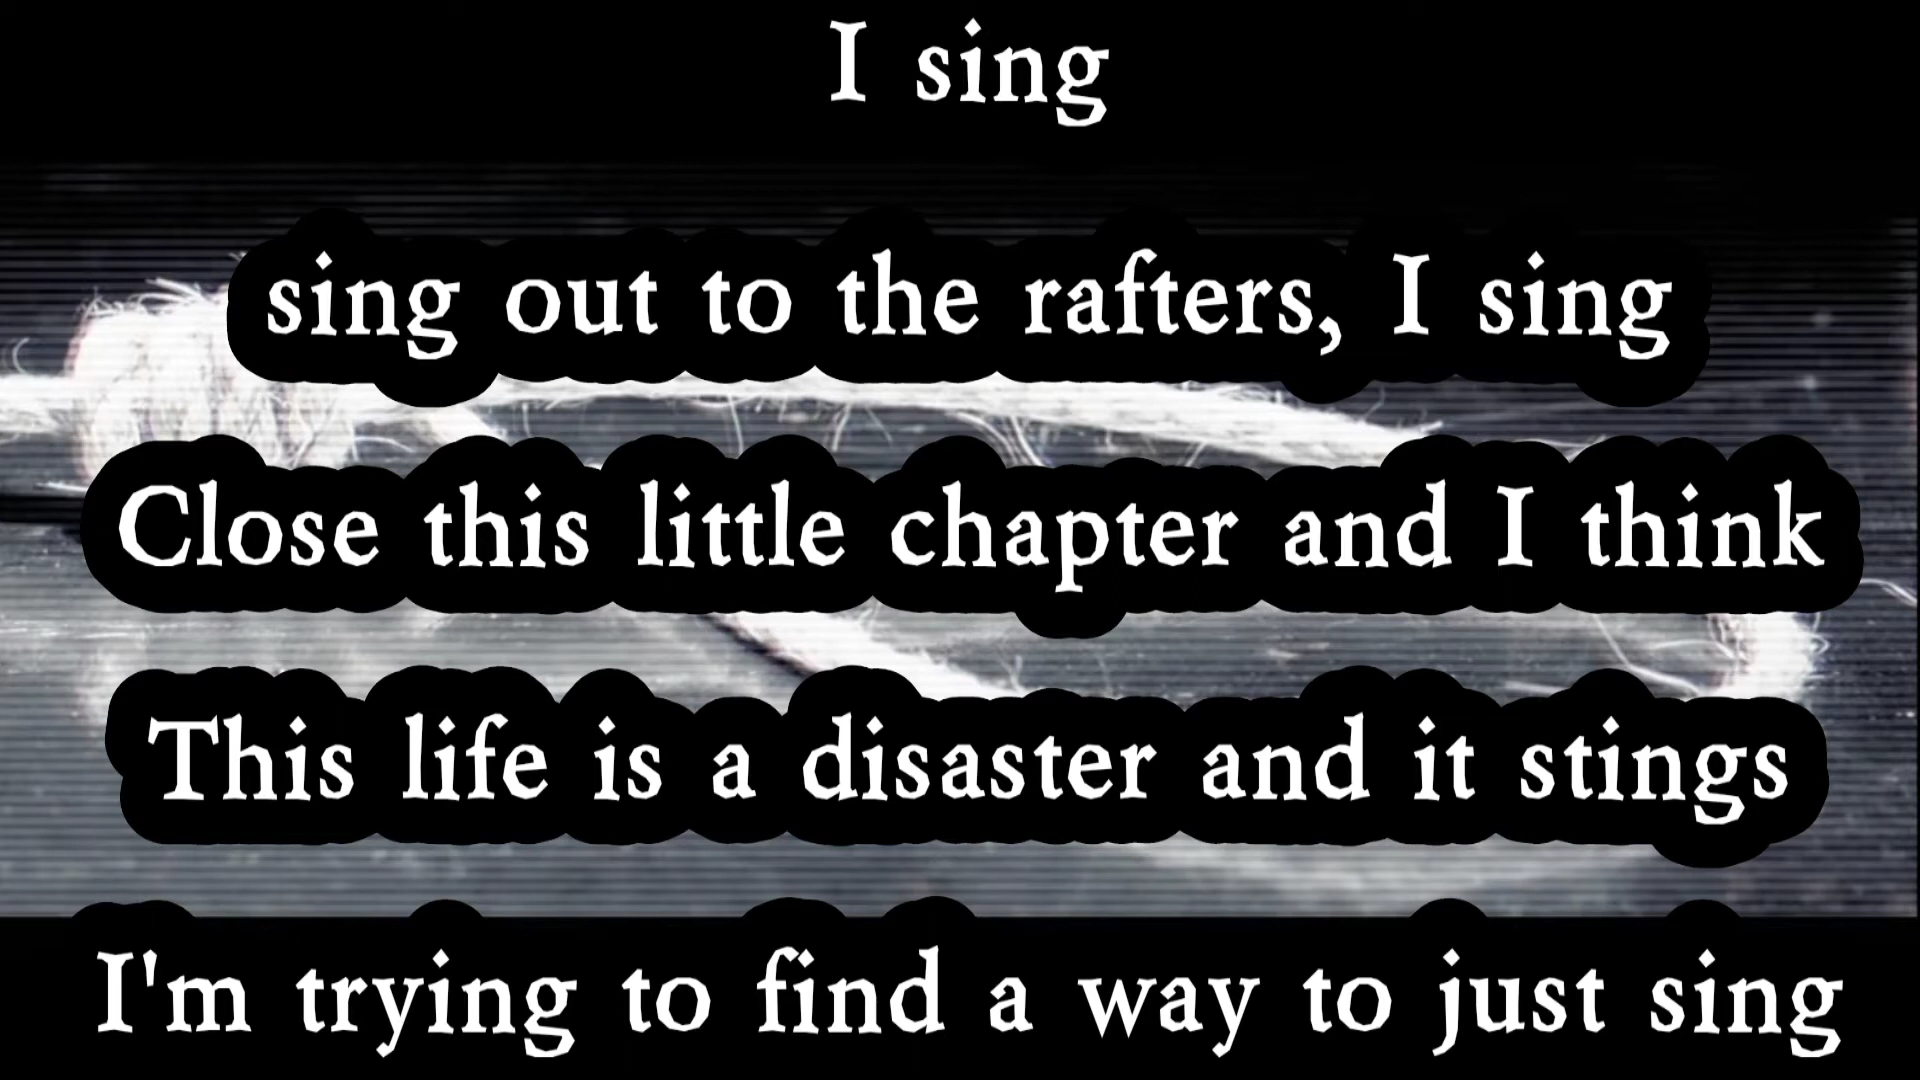 I sing
sing out to the rafters, I sing
Close this little chapter and I think
This life is a disaster and it stings
I'm trying to find a way to just sing